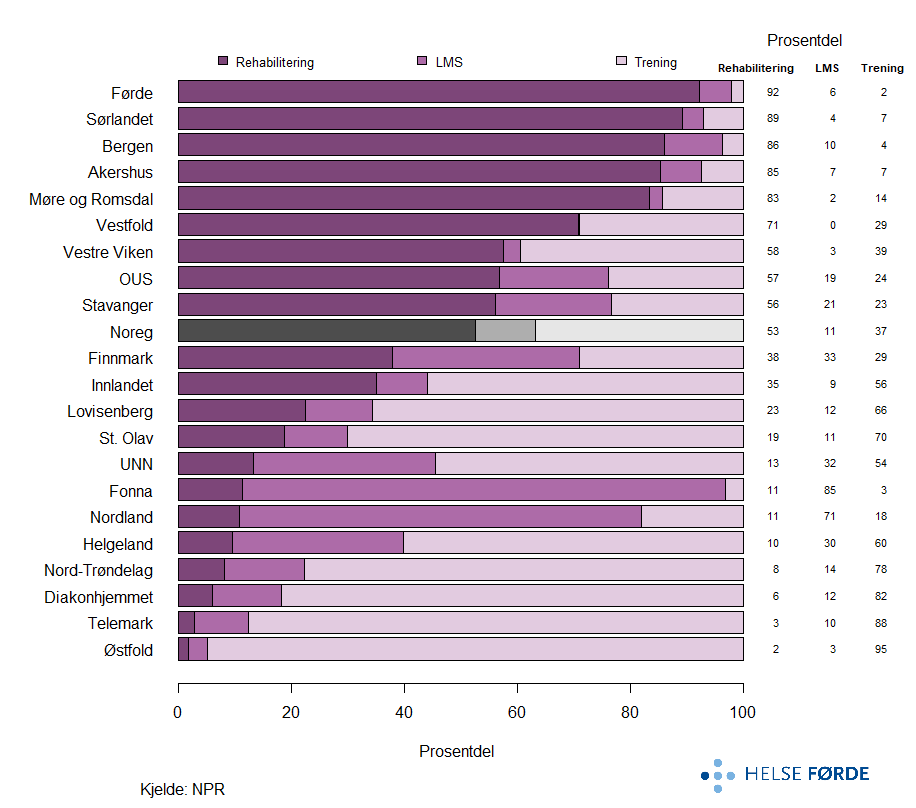 Prosentdel
Rehabilitering LMS Trening
Rehabilitering LMS Trening
Førde 92 6 2
Sørlandet 89 4 7
Bergen 86 10 4
Akershus 85 7 7
Møre og Romsdal 83 2 14
Vestfold 71 0 29
Vestre Viken 58 3 39
OUS 57 19 24
Stavanger 56 21 23
Noreg 53 11 37
Finnmark 38 33 29
Innlandet 35 9 56
Lovisenberg 23 12 66
St. Olav 19 11 70
UNN 13 32 54
Fonna 11 85 3
Nordland 11 71 18
Helgeland 10 30 60
Nord-Trøndelag 8 14 78
Diakonhjemmet 6 12 82
Telemark 3 10 88
Østfold 2 3 95
0 20 40 60 80 100
Prosentdel
HELSE FØRDE
Kjelde: NPR